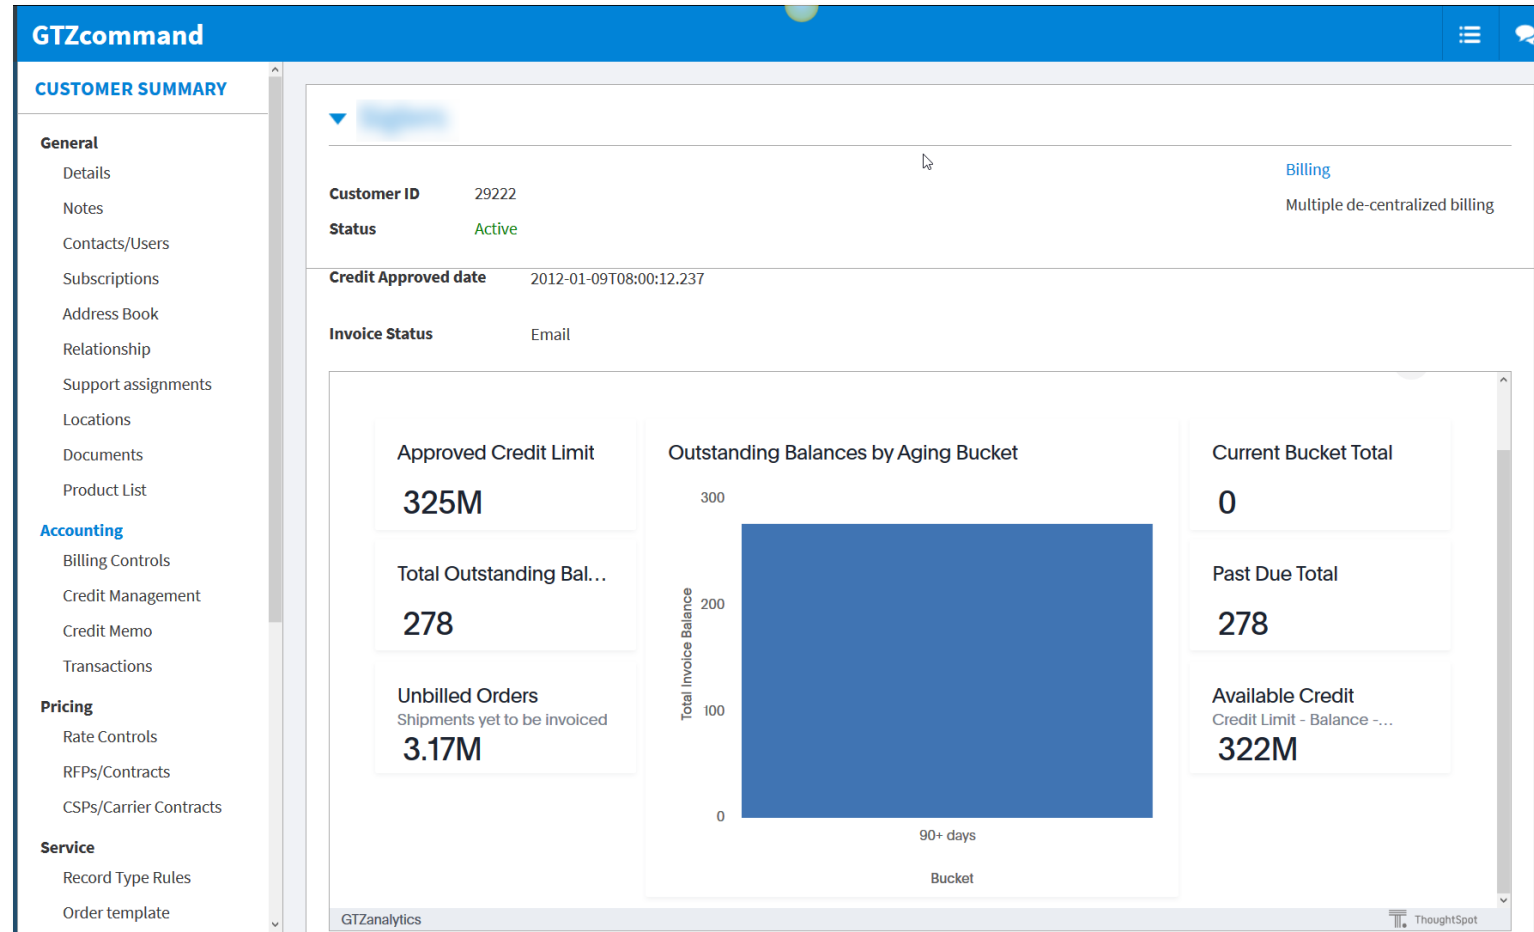 GTZcommand
CUSTOMER SUMMARY
General
Details
Notes
Contacts/Users
Subscriptions
Address Book
Relationship
Support assignments
Locations
Documents
Product List
Accounting
Billing Controls
Credit Management
Credit Memo
Transactions
Pricing
Rate Controls
RFPs/Contracts
CSPs/Carrier Contracts
Service
Record Type Rules
Order template
Customer ID 29222
Status Active
Billing
Multiple de-centralized billing
Credit Approved date 2012-01-09T08:00:12.237
Invoice Status Email
Approved Credit Limit
325M
Total Outstanding Bal...
278
Unbilled Orders
Shipments yet to be invoiced
3.17M
Outstanding Balances by Aging Bucket
Total Invoice Balance
300
200
100
0
90+ days
Bucket
Current Bucket Total
0
Past Due Total
278
Available Credit
Credit Limit - Balance -...
322M
GTZanalytics
ThoughtSpot